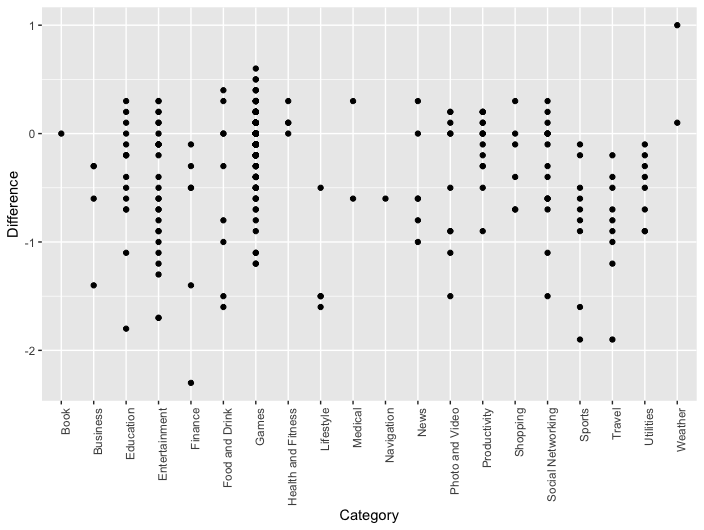 1
0
-1
-2
Difference
Book
Business
Education
Entertainment
Finance
Food and Drink
Games
Health and Fitness
Lifestyle
Medical
Navigation
News
Photo and Video
Productivity
Shopping
Social Networking
Sports
Travel
Utilities
Weather
Category